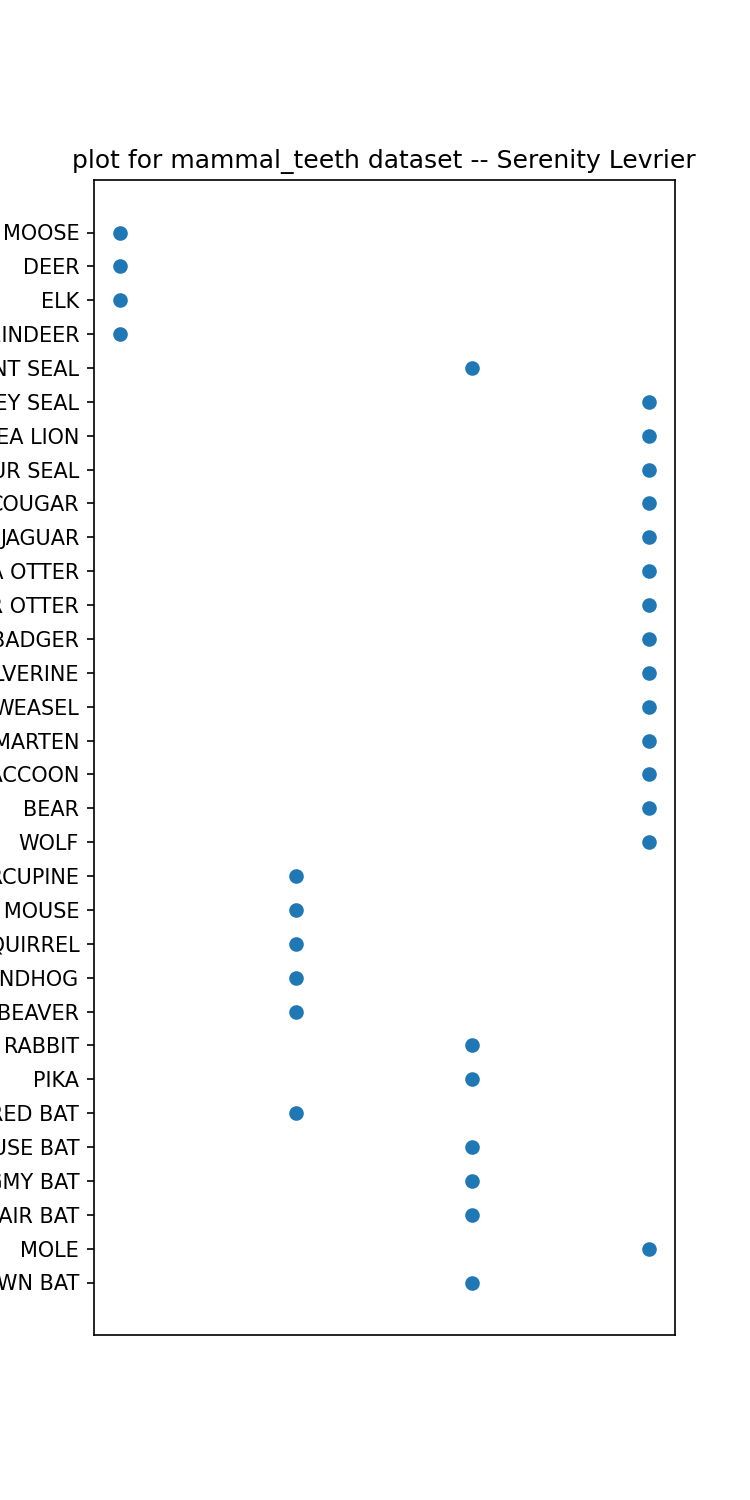 plot for mammal_teeth dataset -- Serenity Levrier
MOOSE
DEER
ELK
INDEER
NT SEAL
EY SEAL
EA LION
UR SEAL
COUGAR
JAGUAR
OTTER
OTTER
BADGER
LVERINE
WEASEL
MARTEN
ACCOON
BEAR
WOLF
RCUPINE
MOUSE
QUIRREL
NDHOG
BEAVER
RABBIT
PIKA
RED BAT
USE BAT
GMY BAT
AIR BAT
MOLE
WN BAT